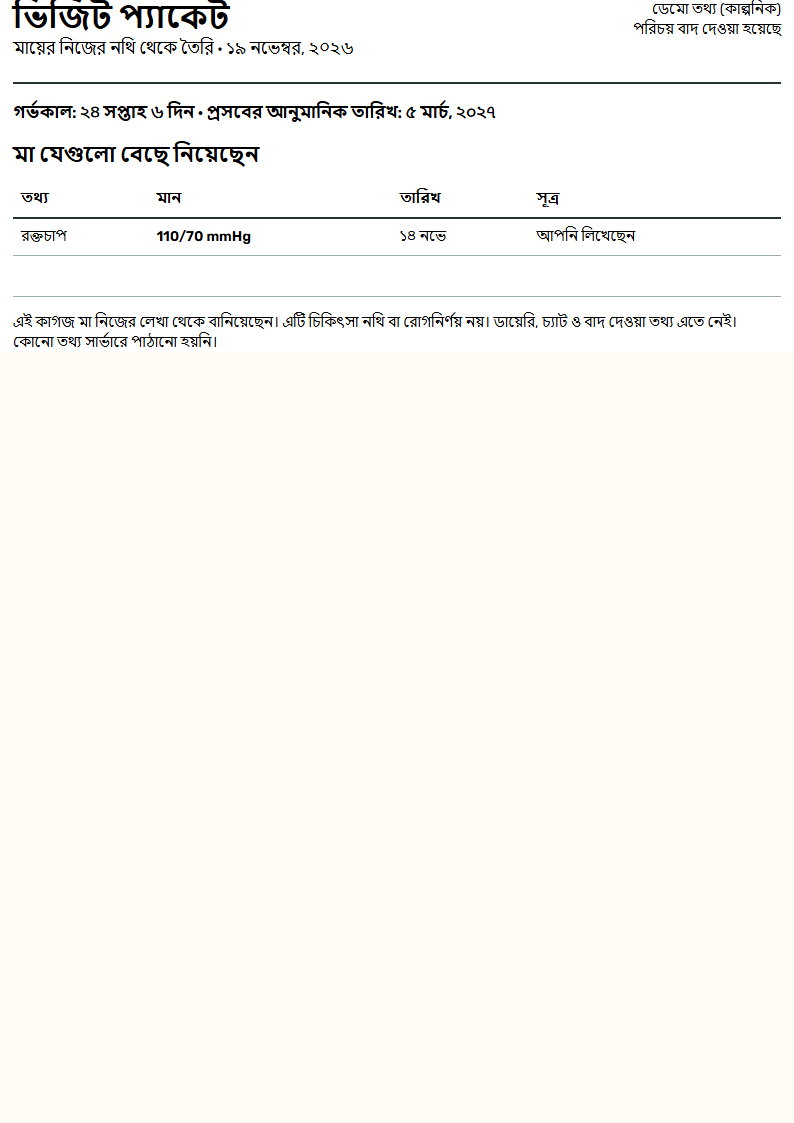 ভিজিট প্যাকেট
ডেমো তথ্য (কাল্পনিক)
পরিচয় বাদ দেওয়া হয়েছে
মায়ের নিজের নথি থেকে তৈরি • ১৯ নভেম্বর, ২০২৬
গর্ভকাল: ২৪ সপ্তাহ ৬ দিন • প্রসবের আনুমানিক তারিখ: ৫ মার্চ, ২০২৭
মা যেগুলো বেছে নিয়েছেন
তথ্য মান তারিখ সূত্র
রক্তচাপ 110/70 mmHg ১৪ নভে আপনি লিখেছেন
এই কাগজ মা নিজের লেখা থেকে বানিয়েছেন। এটি চিকিৎসা নথি বা রোগনির্ণয় নয়। ডায়েরি, চ্যাট ও বাদ দেওয়া তথ্য এতে নেই।
কোনো তথ্য সার্ভারে পাঠানো হয়নি।